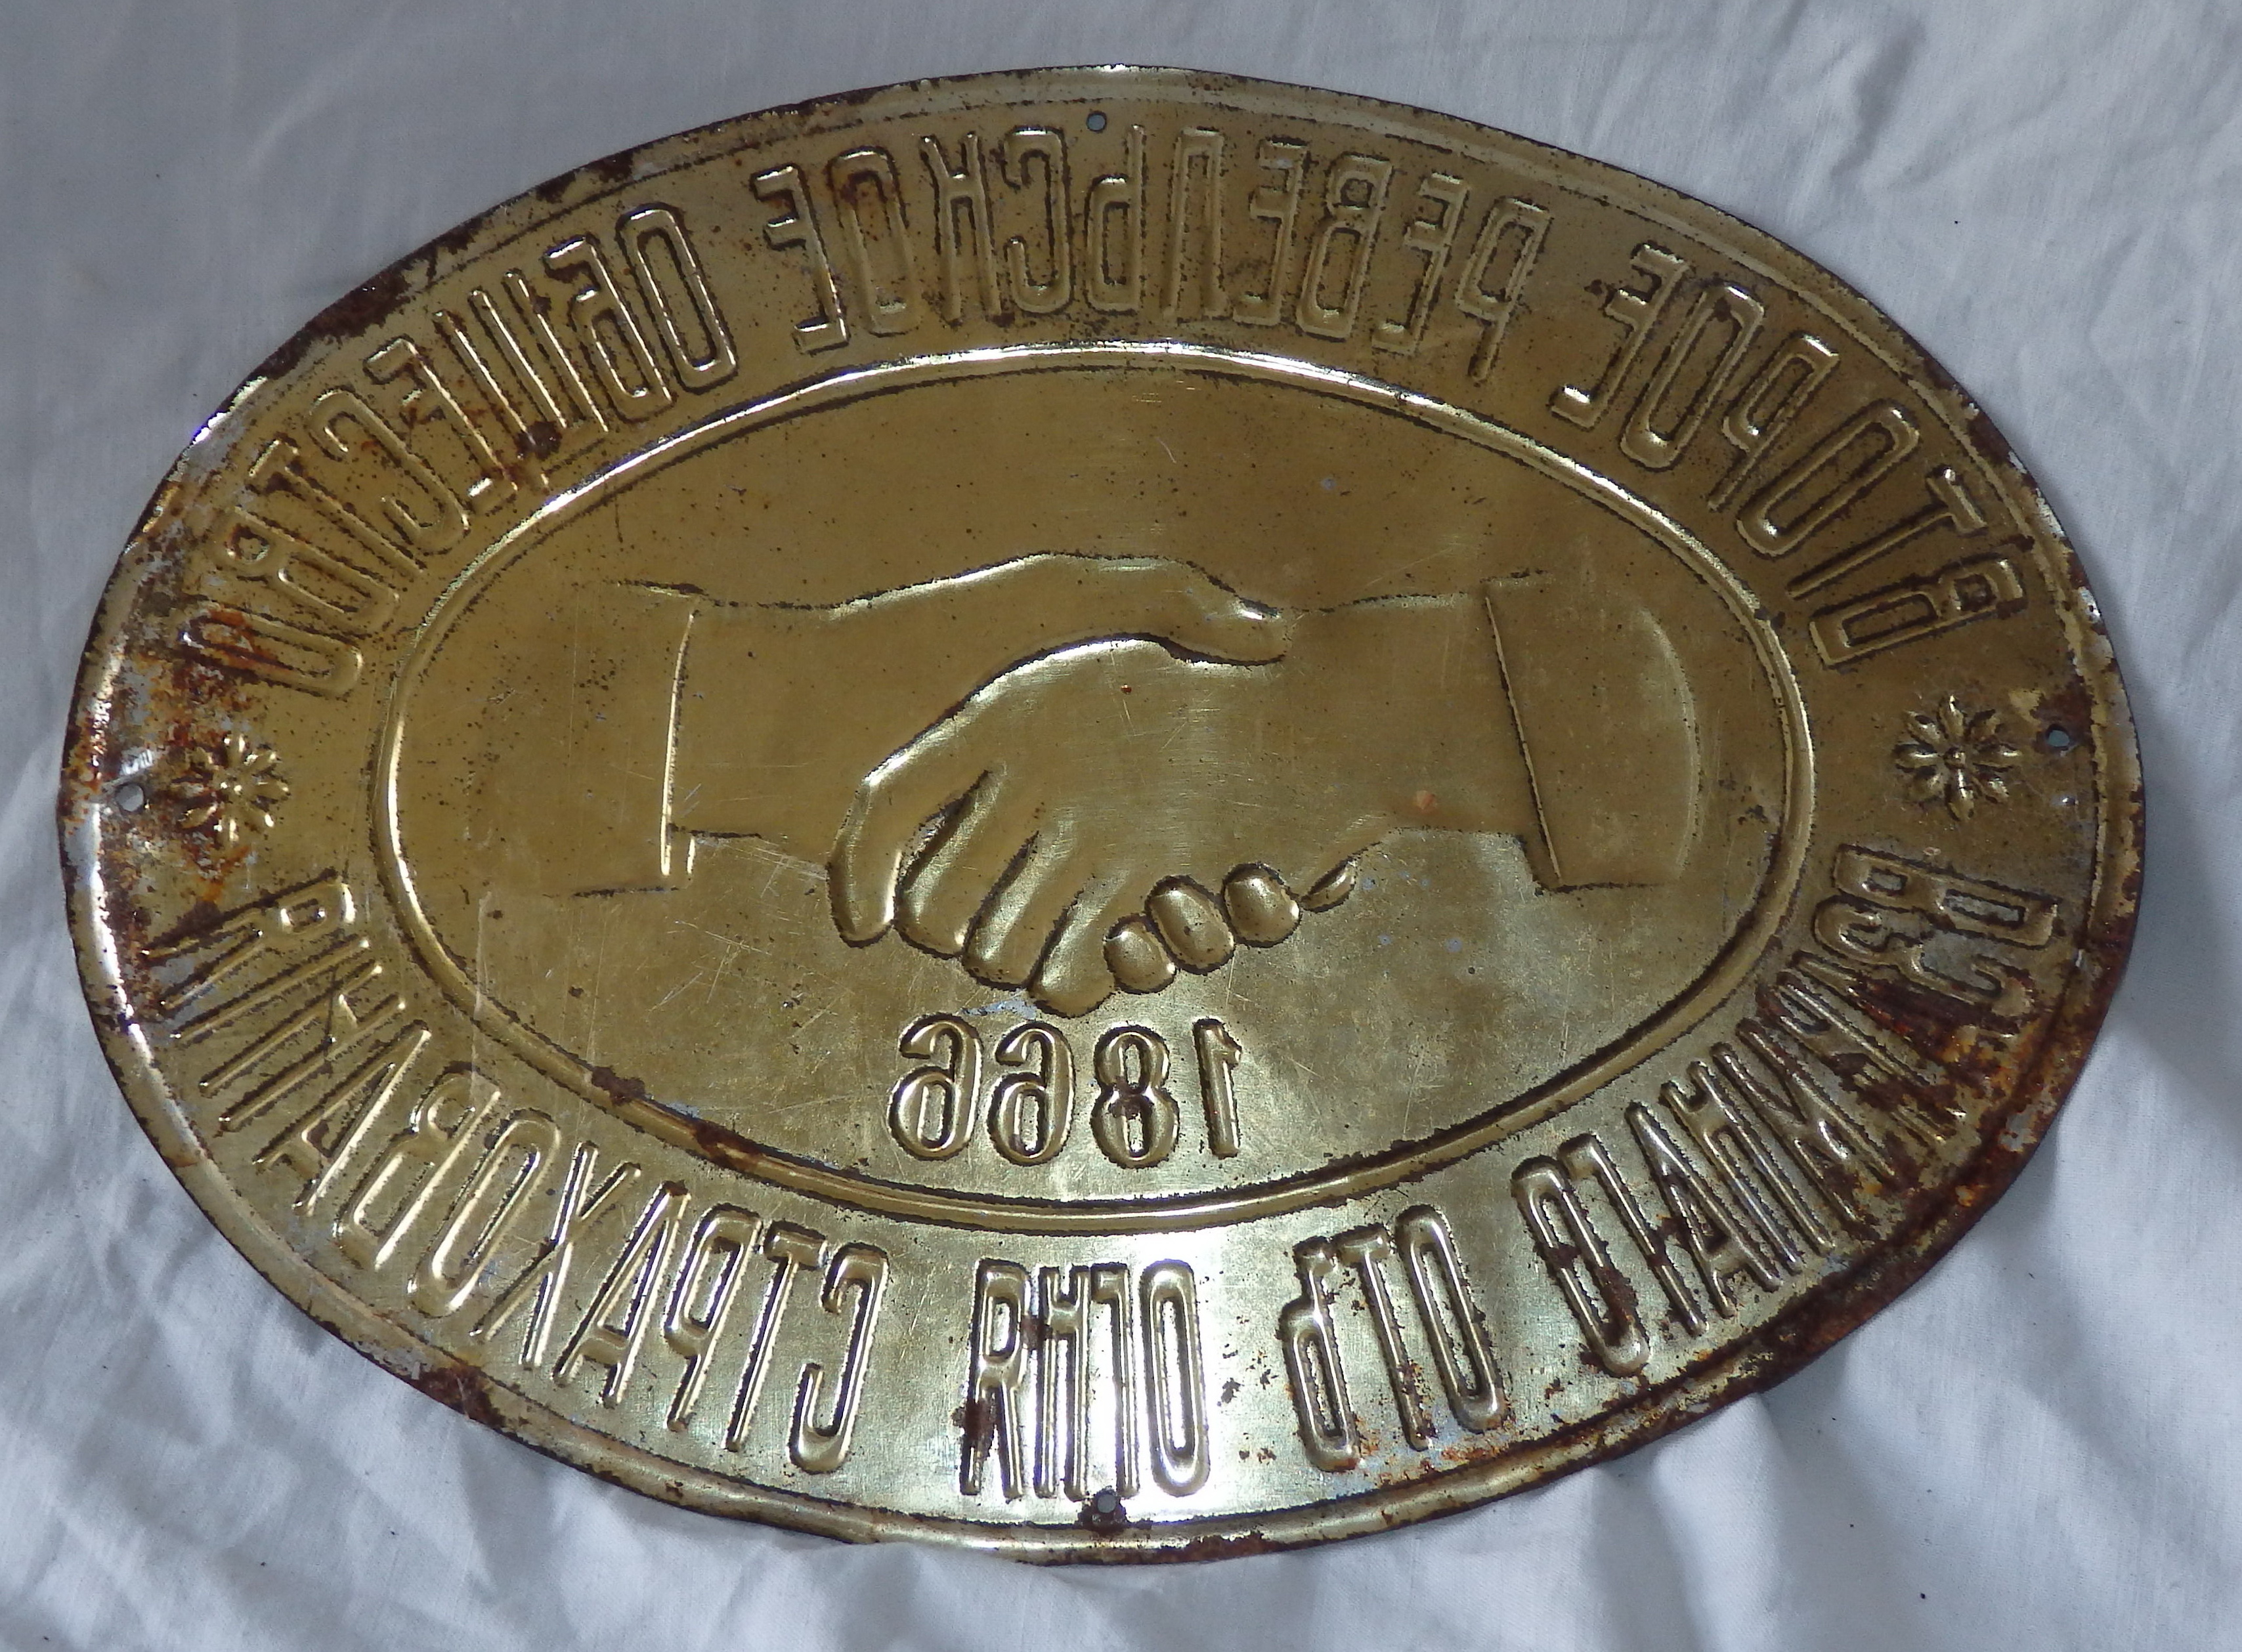 ВТОРОЕ РЕВЕЛЬСКОЕ ОБЩЕСТВО
1866
ВЗАИМНАГО ОТЪ ОГНЯ СТРАХОВАНІЯ